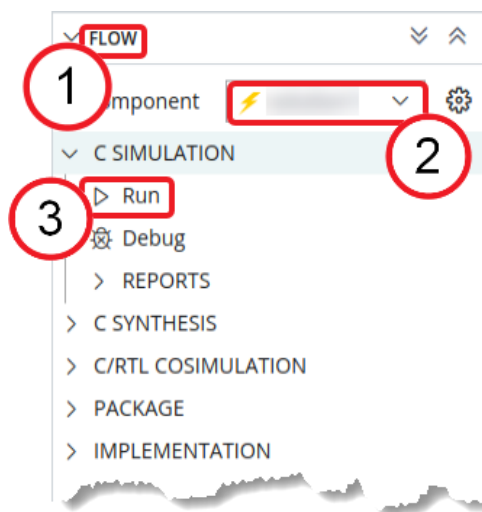 FLOW
1
Component
2
C SIMULATION
3
Run
Debug
REPORTS
C SYNTHESIS
C/RTL COSIMULATION
PACKAGE
IMPLEMENTATION